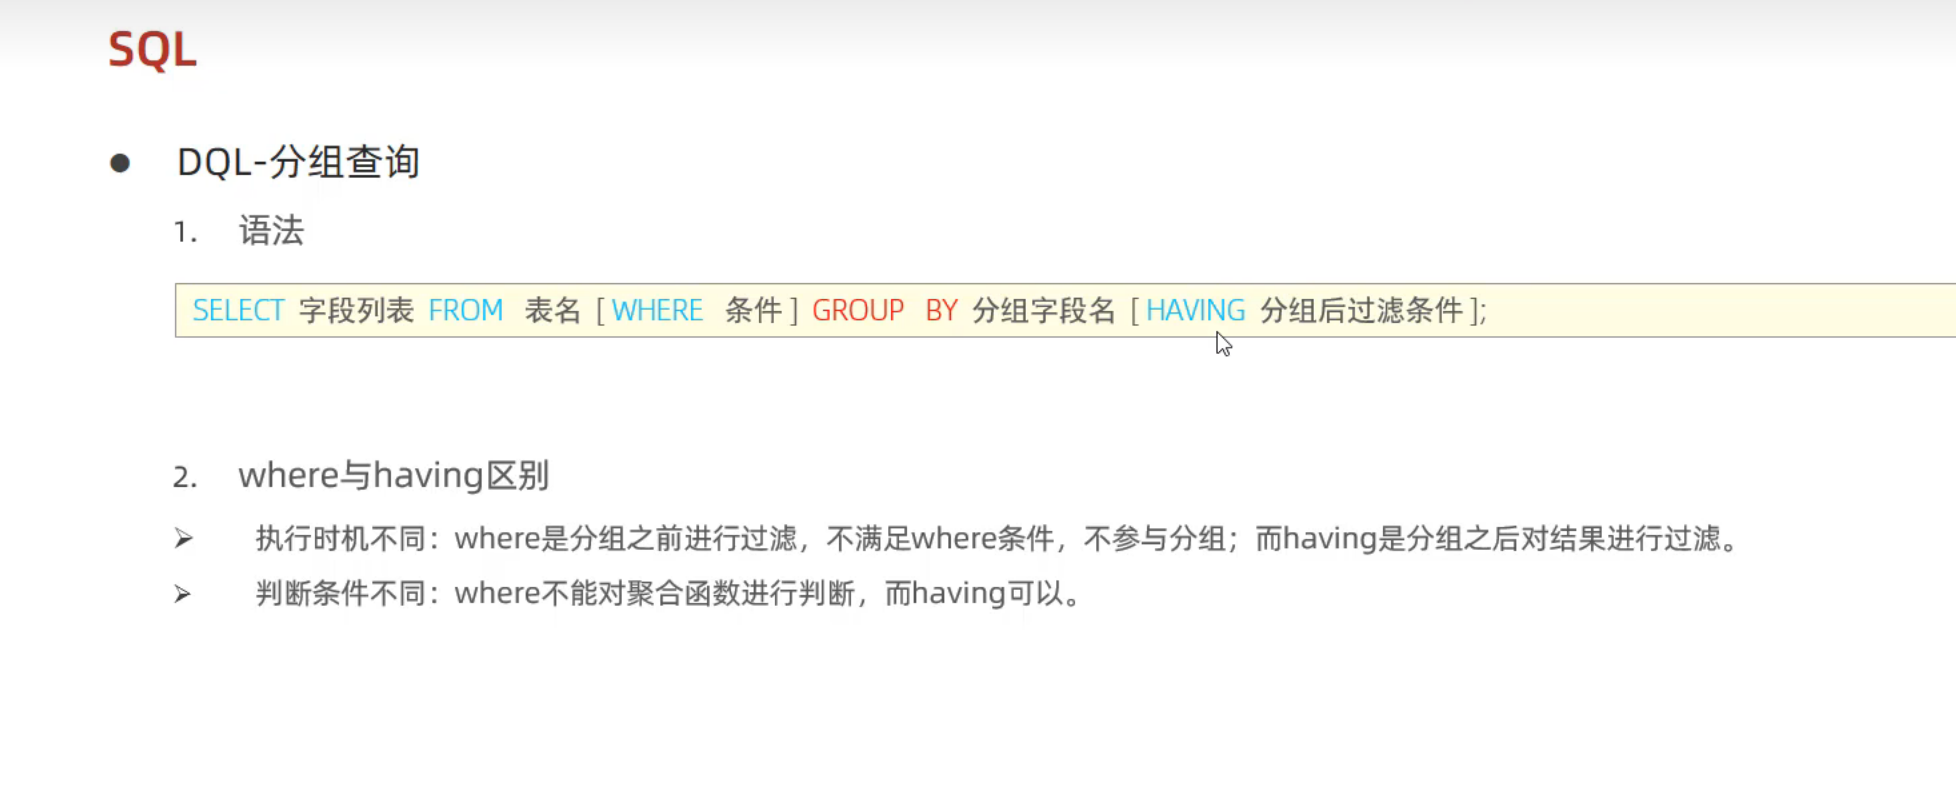 SQL
DQL-分组查询
1. 语法
SELECT 字段列表 FROM 表名 [ WHERE 条件 ] GROUP BY 分组字段名 [ HAVING 分组后过滤条件 ];
2. where与having区别
执行时机不同：where是分组之前进行过滤，不满足where条件，不参与分组；而having是分组之后对结果进行过滤。
判断条件不同：where不能对聚合函数进行判断，而having可以。